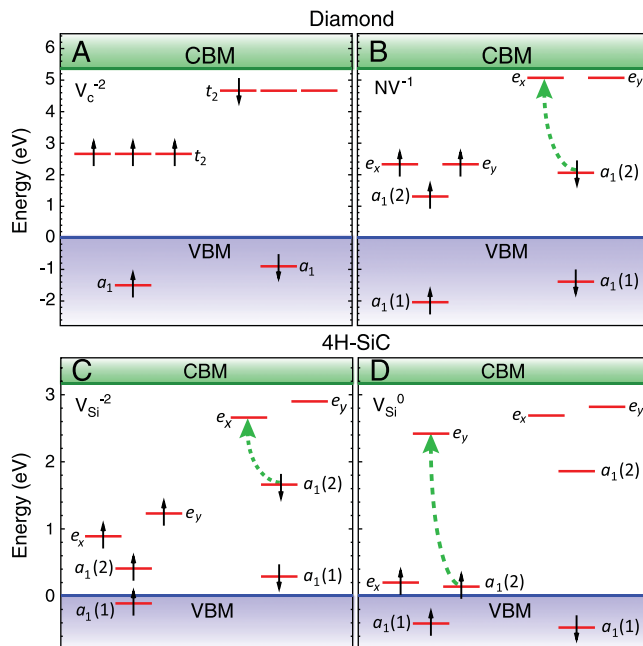 Diamond
A
CBM
V_C^-2
t_2
t_2
a_1
a_1
VBM
Energy (eV)
6
5
4
3
2
1
0
-1
-2
B
CBM
NV^-1
e_x
e_y
e_x
e_y
a_1(2)
a_1(2)
VBM
a_1(1)
a_1(1)
4H-SiC
C
CBM
V_Si^-2
e_x
e_y
a_1(2)
e_y
e_x
a_1(2)
a_1(1)
a_1(1)
VBM
Energy (eV)
3
2
1
0
D
CBM
V_Si^0
e_x
e_y
e_y
a_1(2)
e_x
a_1(2)
VBM
a_1(1)
a_1(1)